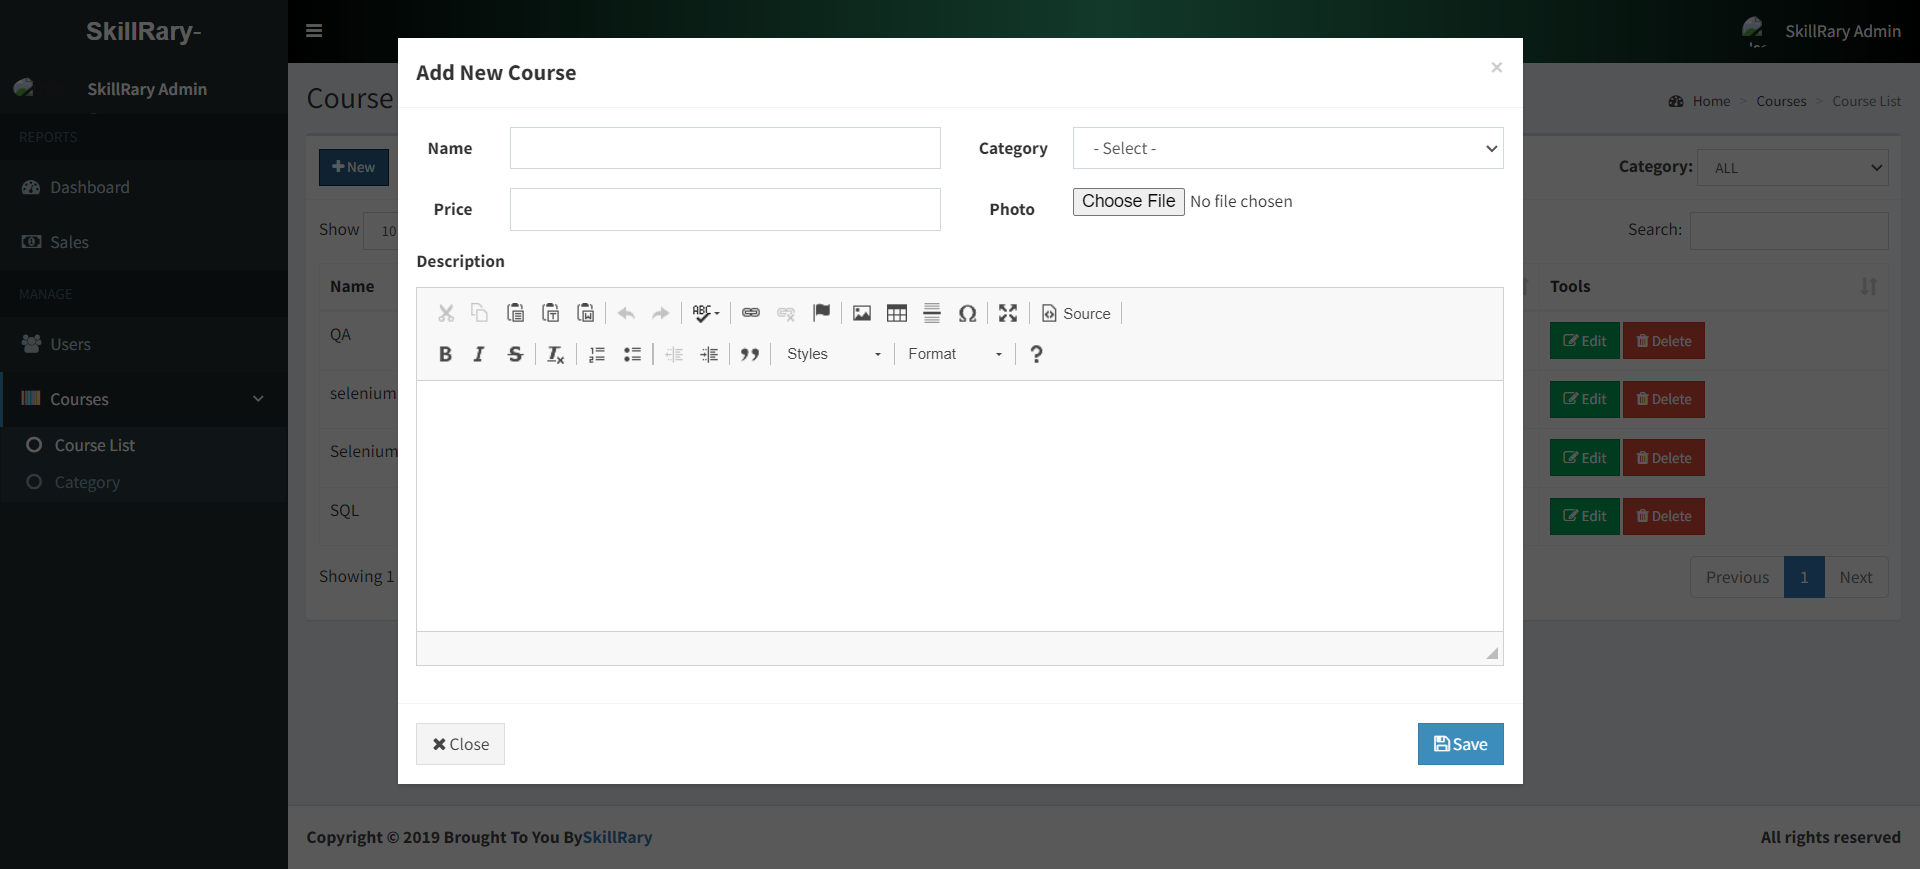 SkillRary-
SkillRary Admin
SkillRary Admin
REPORTS
Dashboard
Sales
MANAGE
Users
Courses
Course List
Category
Course
Home > Courses > Course List
New
Category: ALL
Show 10
Search:
Name
Tools
QA
Edit Delete
selenium
Edit Delete
Selenium
Edit Delete
SQL
Edit Delete
Showing 1
Previous 1 Next
Add New Course
×
Name
Category - Select -
Price
Photo Choose File No file chosen
Description
ABC Ω Source
B I S Tx Styles Format ?
Close
Save
Copyright © 2019 Brought To You BySkillRary
All rights reserved